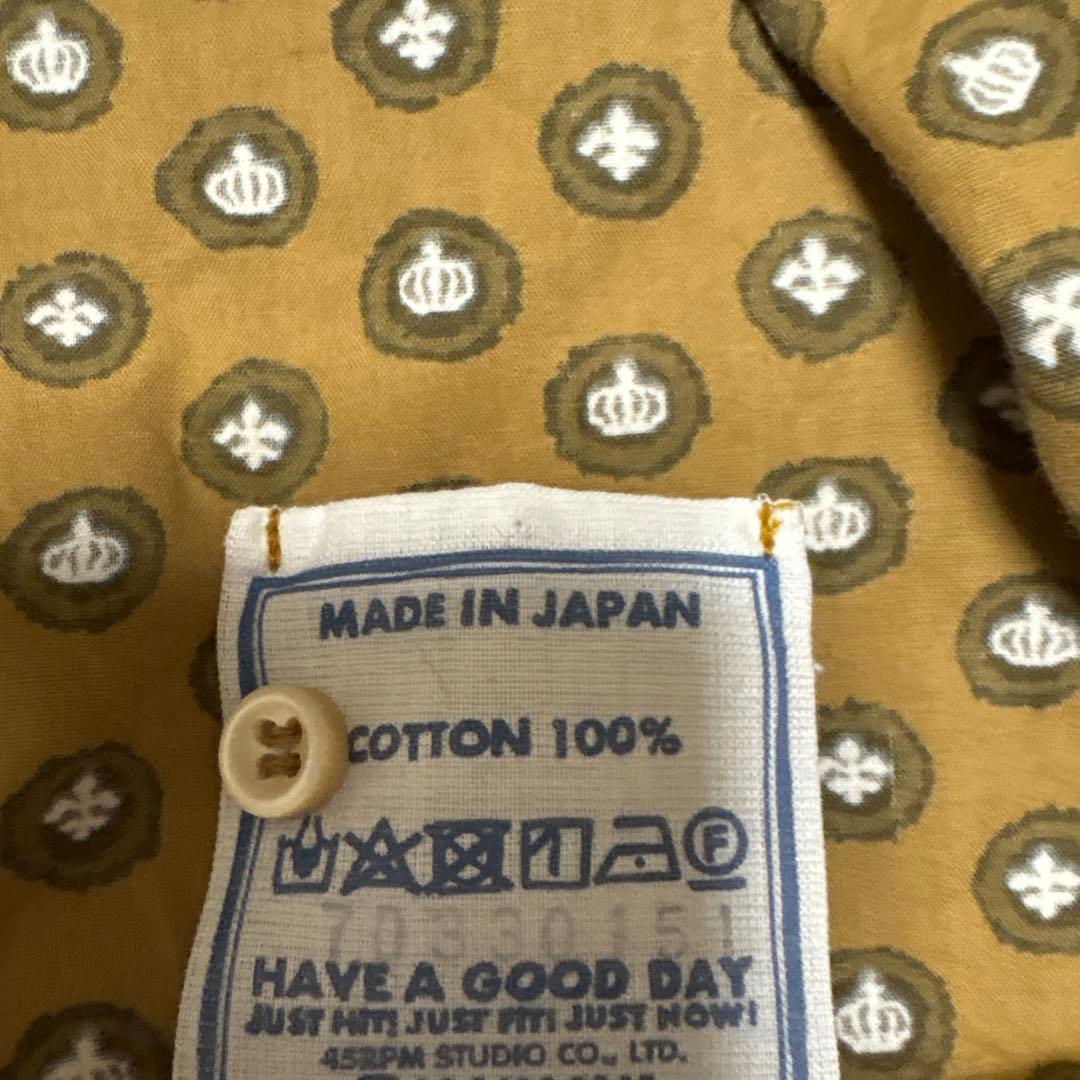 MADE IN JAPAN
COTTON 100%
F
70330151
HAVE A GOOD DAY
JUST HIT! JUST FIT! JUST NOW!
45RPM STUDIO CO., LTD.